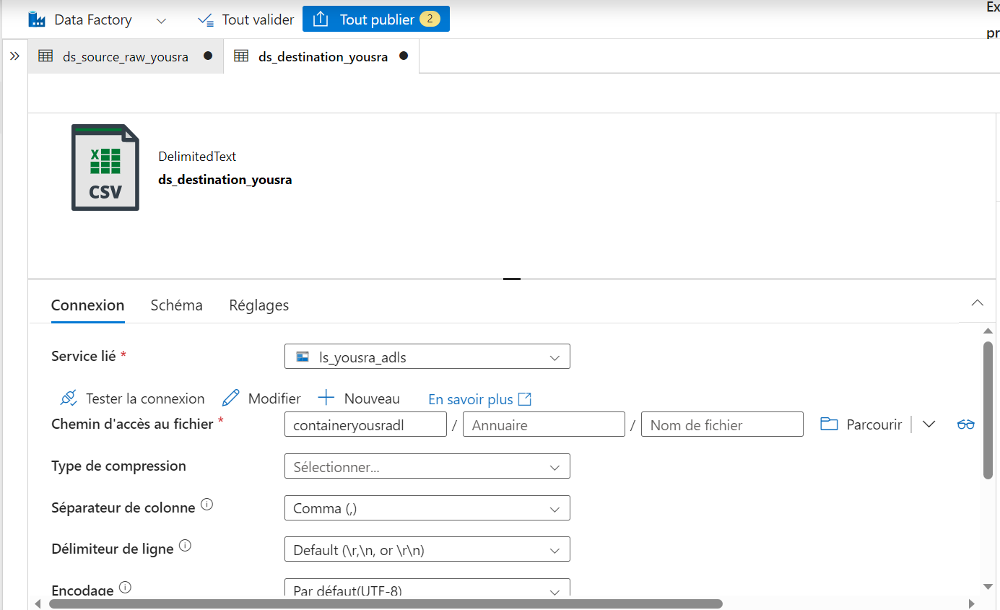 Data Factory Tout valider Tout publier 2
Ex
pr
ds_source_raw_yousra ds_destination_yousra
X
CSV
DelimitedText
ds_destination_yousra
Connexion Schéma Réglages
Service lié * ls_yousra_adls
Tester la connexion Modifier Nouveau En savoir plus
Chemin d'accès au fichier * containeryousradl / Annuaire / Nom de fichier Parcourir
Type de compression Sélectionner...
Séparateur de colonne Comma (,)
Délimiteur de ligne Default (\r,\n, or \r\n)
Encodage Par défaut(UTF-8)